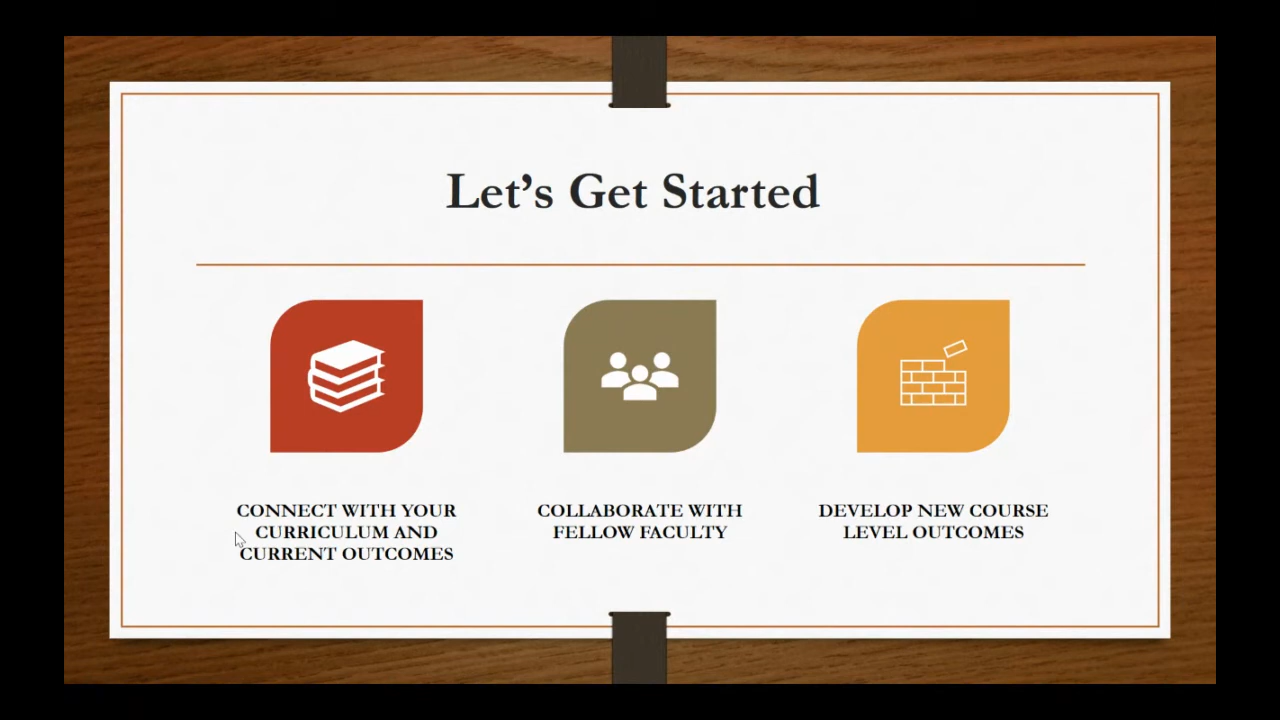 Let’s Get Started
CONNECT WITH YOUR
CURRICULUM AND
CURRENT OUTCOMES
COLLABORATE WITH
FELLOW FACULTY
DEVELOP NEW COURSE
LEVEL OUTCOMES